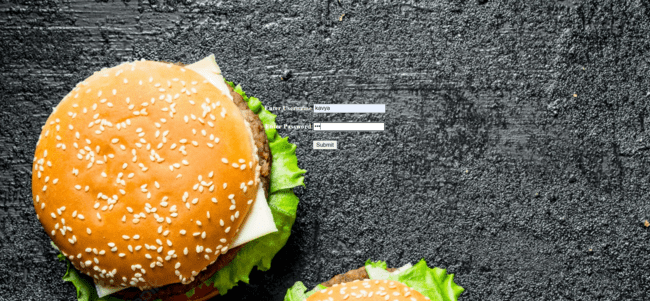 Enter Username
kavya
Enter Password
•••
Submit